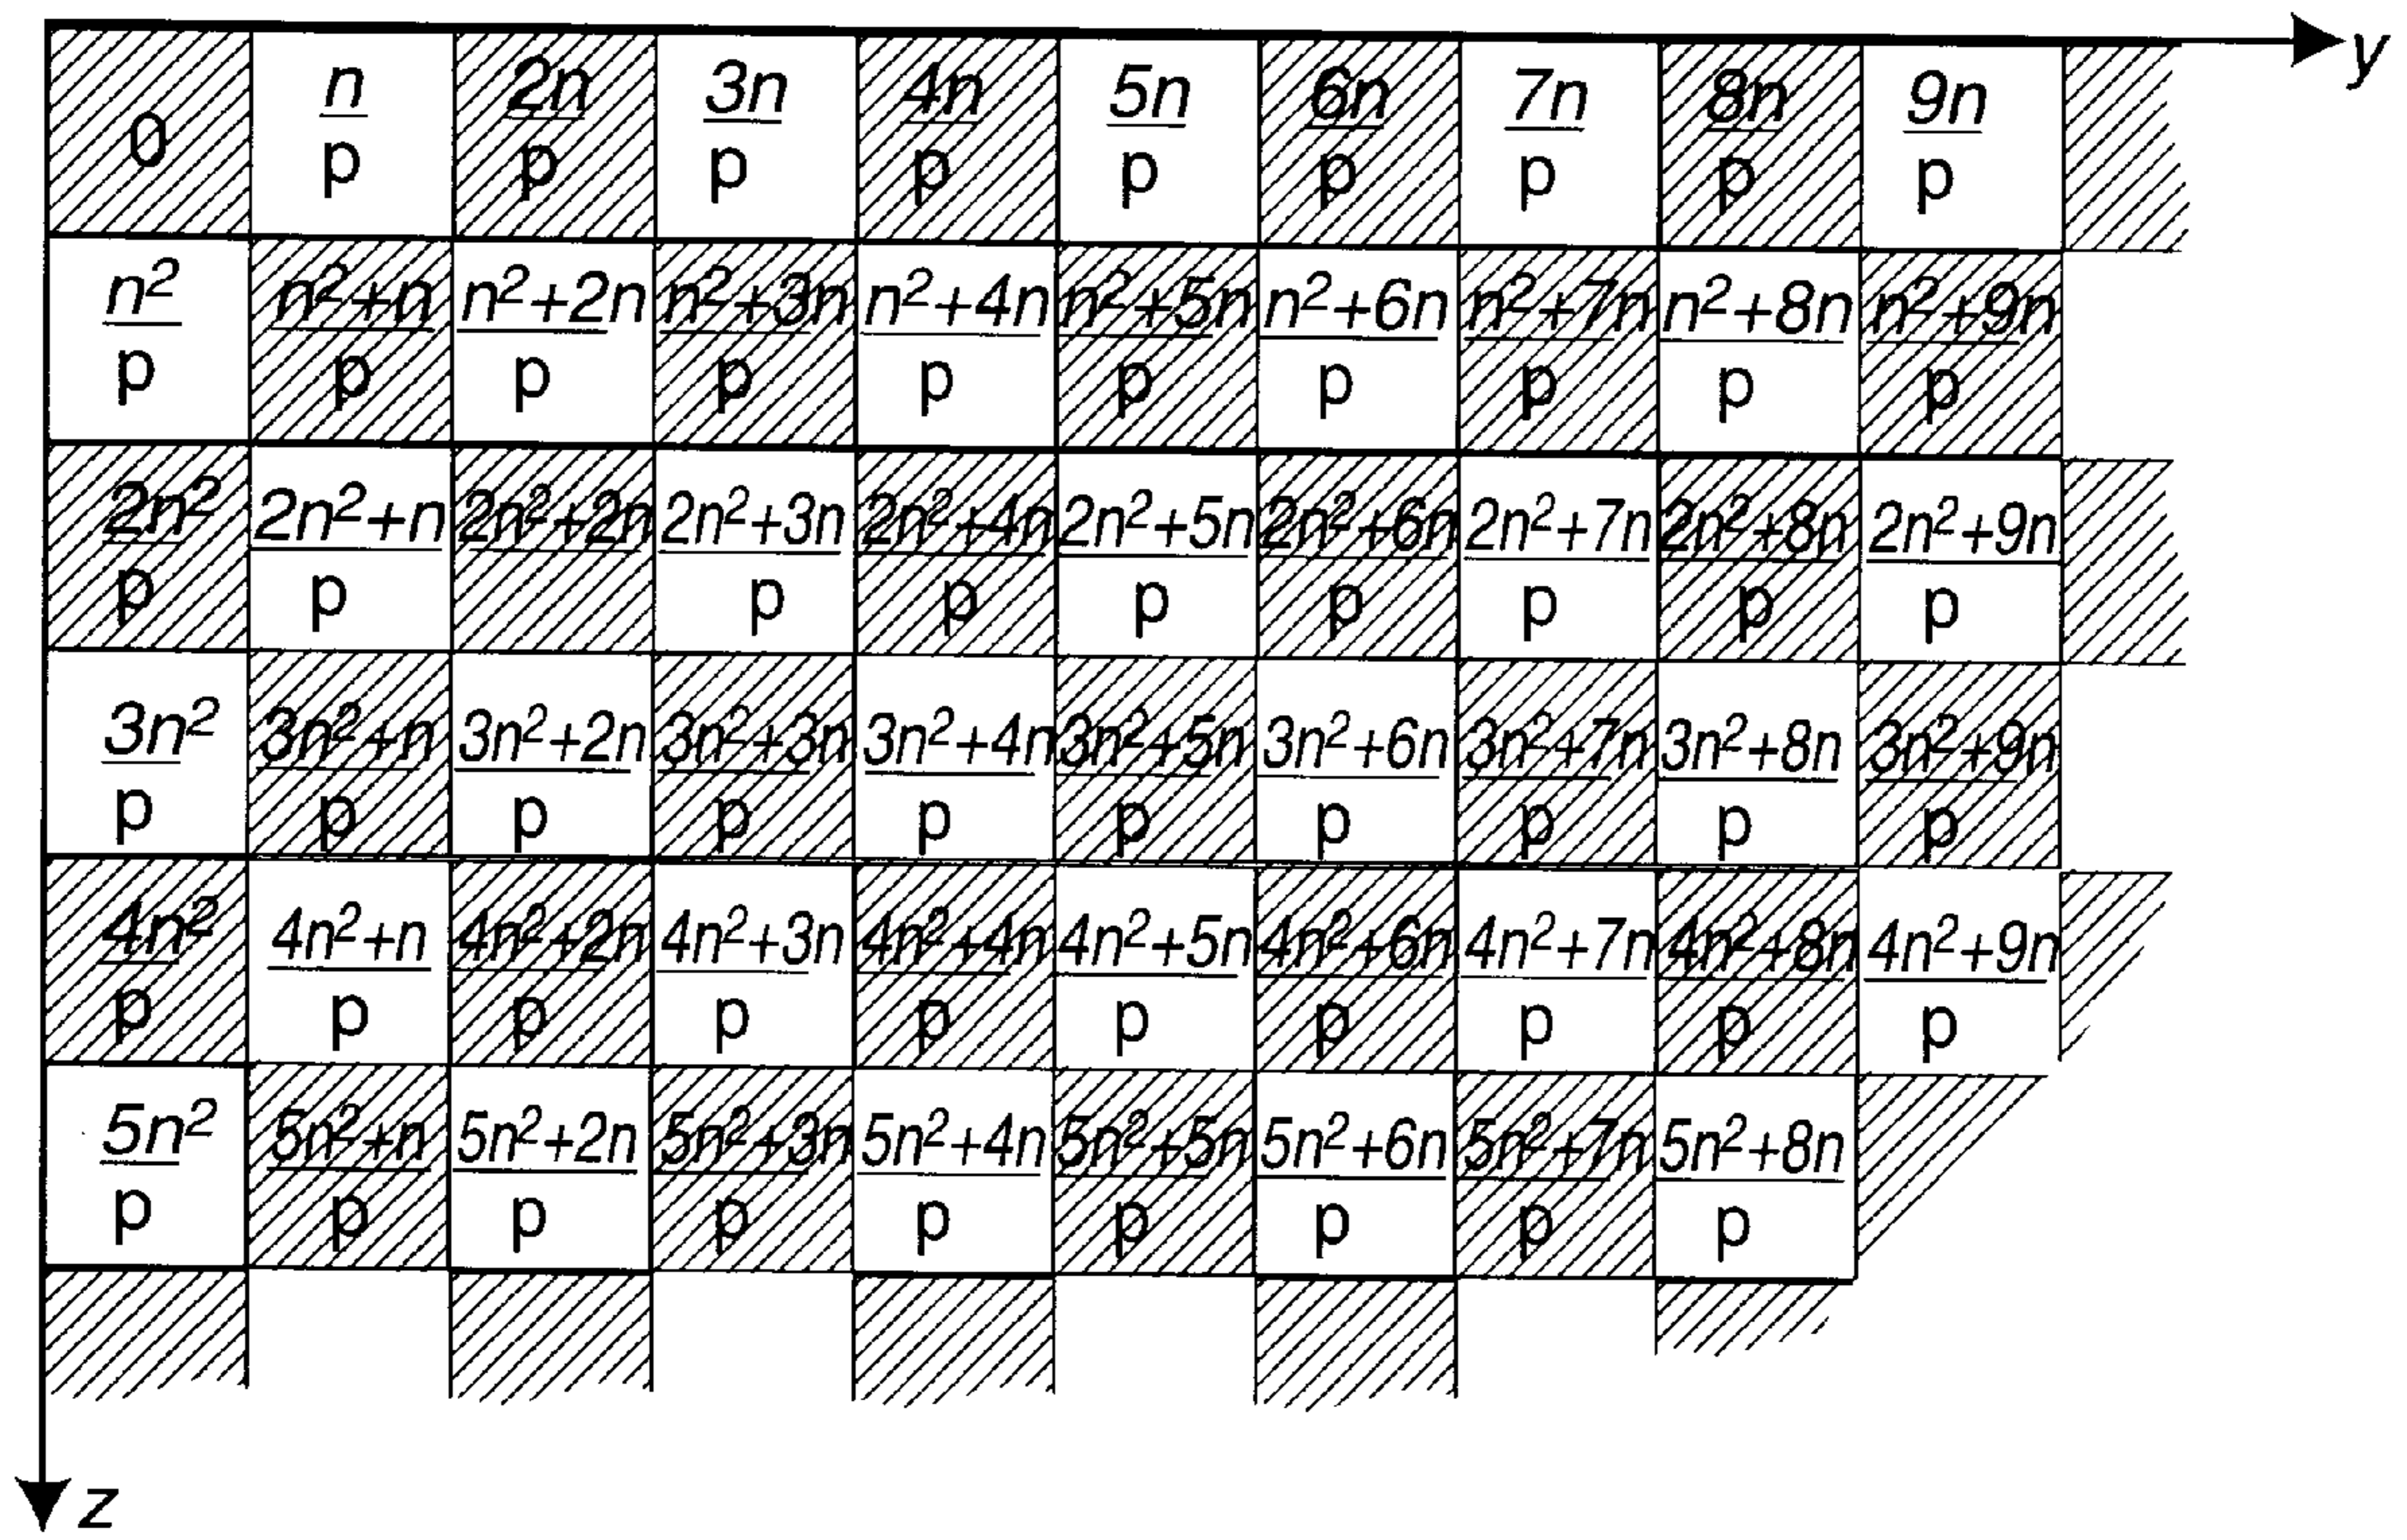 y
0 n/p 2n/p 3n/p 4n/p 5n/p 6n/p 7n/p 8n/p 9n/p
n²/p n²+n/p n²+2n/p n²+3n/p n²+4n/p n²+5n/p n²+6n/p n²+7n/p n²+8n/p n²+9n/p
2n²/p 2n²+n/p 2n²+2n 2n²+3n/p 2n²+4n/p 2n²+5n/p 2n²+6n/p 2n²+7n/p 2n²+8n/p 2n²+9n/p
3n²/p 3n²+n/p 3n²+2n/p 3n²+3n/p 3n²+4n/p 3n²+5n/p 3n²+6n/p 3n²+7n/p 3n²+8n/p 3n²+9n/p
4n²/p 4n²+n/p 4n²+2n/p 4n²+3n/p 4n²+4n/p 4n²+5n/p 4n²+6n/p 4n²+7n/p 4n²+8n/p 4n²+9n/p
5n²/p 5n²+n/p 5n²+2n/p 5n²+3n/p 5n²+4n/p 5n²+5n/p 5n²+6n/p 5n²+7n/p 5n²+8n/p
z